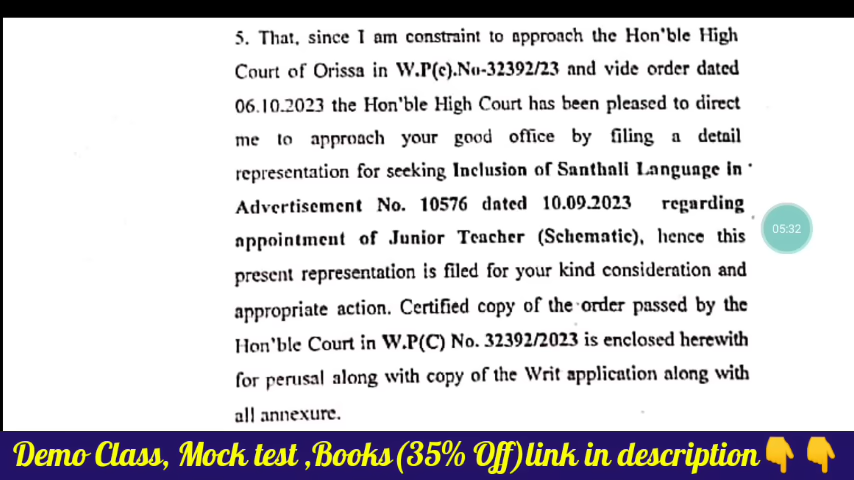 5. That, since I am constraint to approach the Hon'ble High
Court of Orissa in W.P(c).No-32392/23 and vide order dated
06.10.2023 the Hon'ble High Court has been pleased to direct
me to approach your good office by filing a detail
representation for seeking Inclusion of Santhali Language in
Advertisement No. 10576 dated 10.09.2023 regarding
appointment of Junior Teacher (Schematic), hence this
present representation is filed for your kind consideration and
appropriate action. Certified copy of the order passed by the
Hon'ble Court in W.P(C) No. 32392/2023 is enclosed herewith
for perusal along with copy of the Writ application along with
all annexure.
05:32
Demo Class, Mock test ,Books(35% Off)link in description👇👇